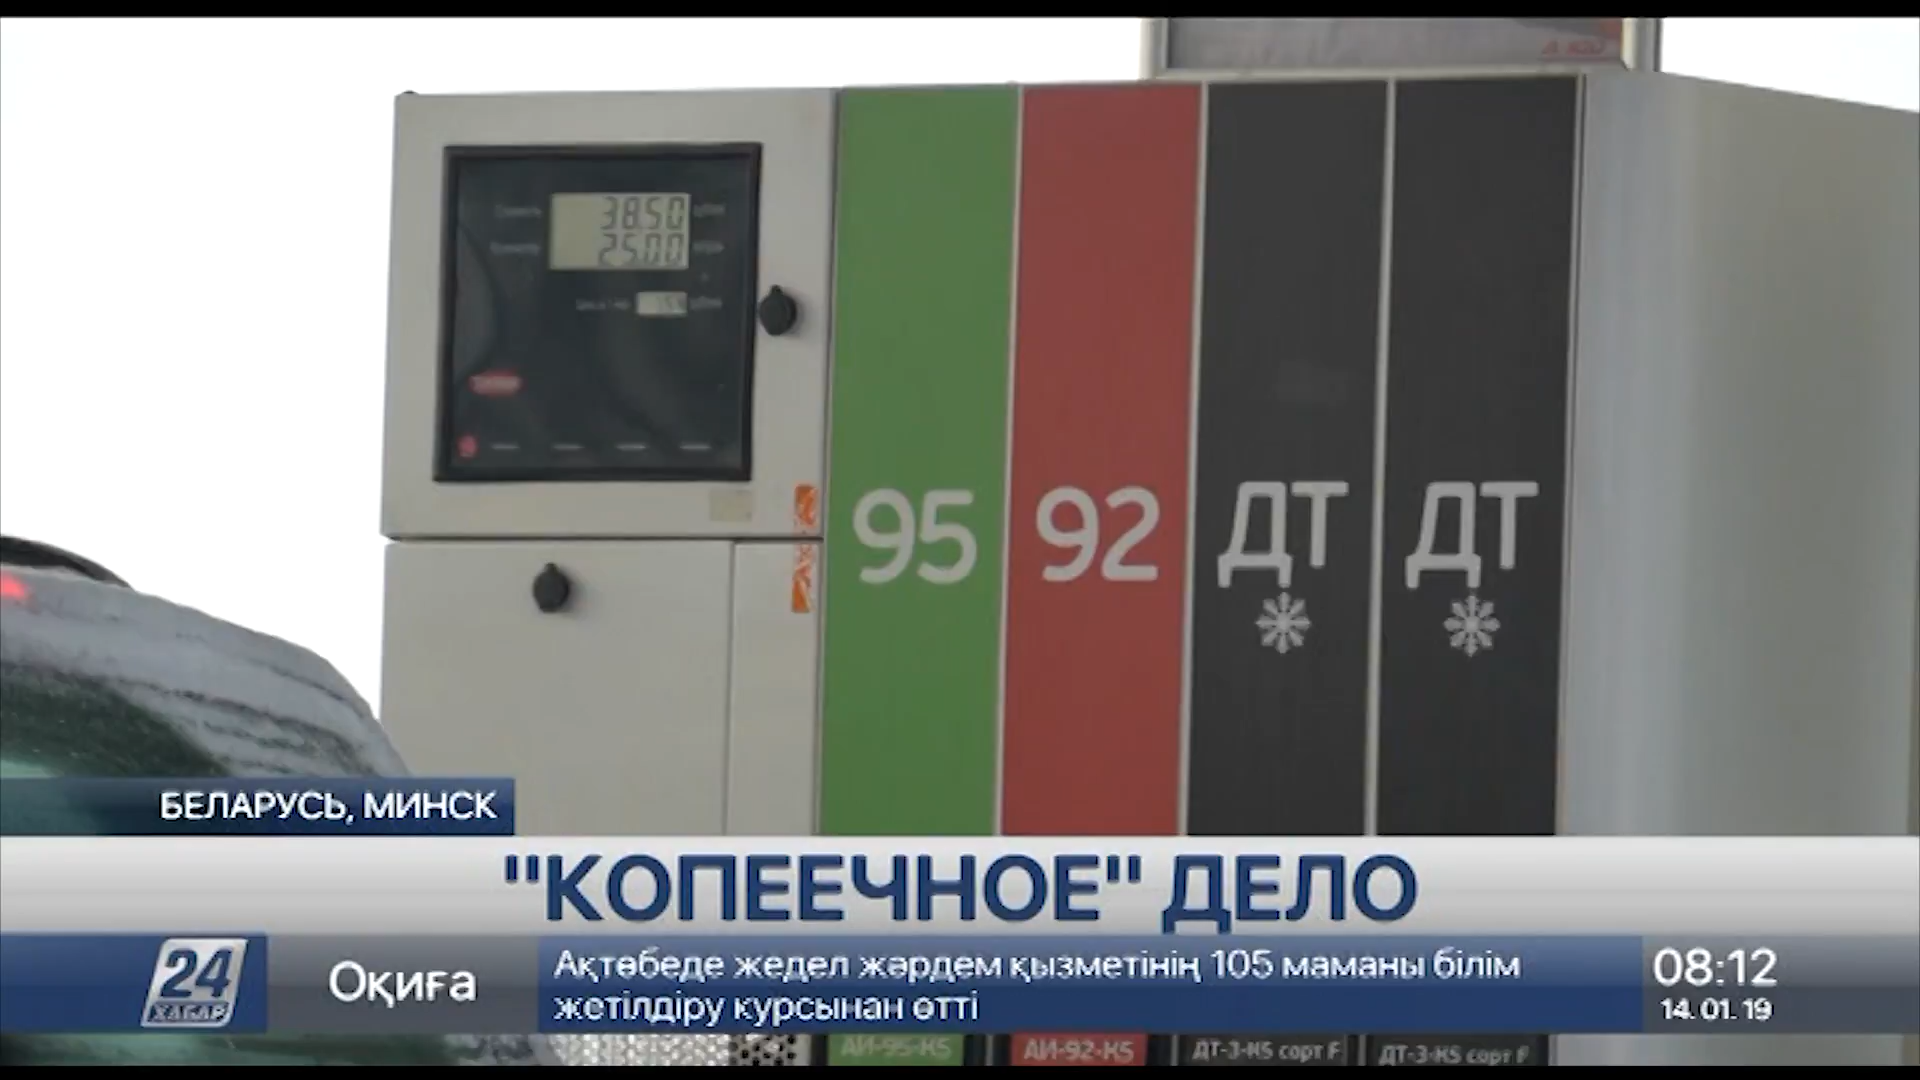 38.50
25.00
95
92
ДТ
ДТ
БЕЛАРУСЬ, МИНСК
"КОПЕЕЧНОЕ" ДЕЛО
24
ХАБАР
Оқиға
Ақтөбеде жедел жәрдем қызметінің 105 маманы білім
жетілдіру курсынан өтті
08:12
14.01.19
АИ-95-К5
АИ-92-К5
ДТ-З-К5 сорт F
ДТ-З-К5 сорт F